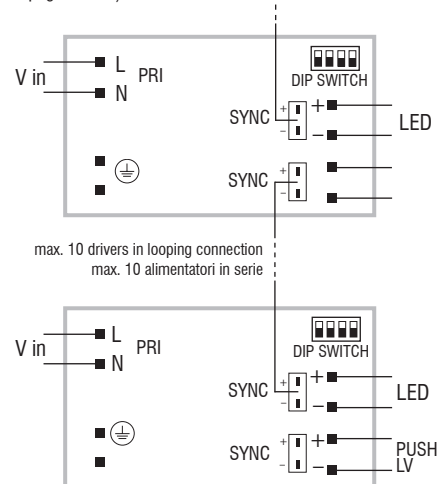 L
V in
PRI
N
DIP SWITCH
SYNC
+
-
+
-
LED
SYNC
+
-
max. 10 drivers in looping connection
max. 10 alimentatori in serie
L
V in
PRI
N
DIP SWITCH
SYNC
+
-
+
-
LED
SYNC
+
-
+
-
PUSH
LV